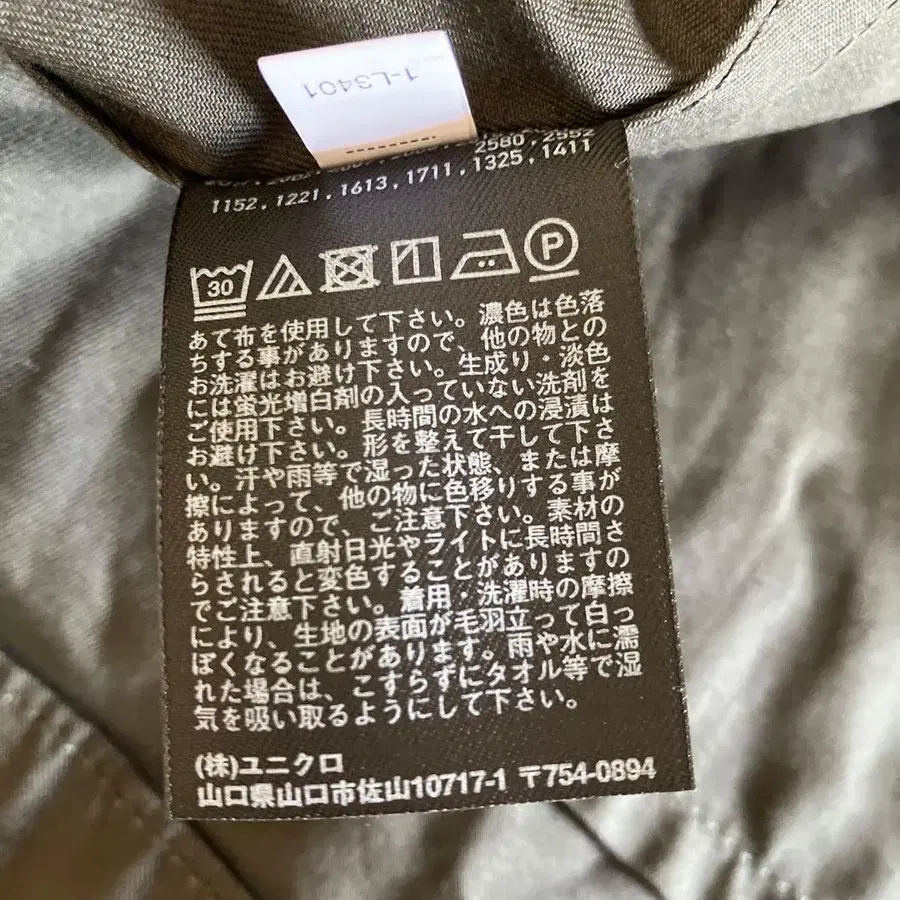 1-L3401
2580,2552
1152,1221,1613,1711,1325,1411
30
P
あて布を使用して下さい。濃色は色落
ちする事がありますので、他の物との
お洗濯はお避け下さい。生成り・淡色
には蛍光増白剤の入っていない洗剤を
ご使用下さい。長時間の水への浸漬は
お避け下さい。形を整えて干して下さ
い。汗や雨等で湿った状態、または摩
擦によって、他の物に色移りする事が
ありますので、ご注意下さい。素材の
特性上、直射日光やライトに長時間さ
らされると変色することがありますの
でご注意下さい。着用・洗濯時の摩擦
により、生地の表面が毛羽立って白っ
ぽくなることがあります。雨や水に濡
れた場合は、こすらずにタオル等で湿
気を吸い取るようにして下さい。
(株)ユニクロ
山口県山口市佐山10717-1 〒754-0894